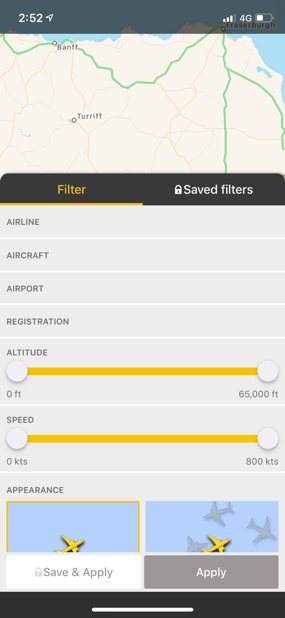 2:52
4G
Fraserburgh
Banff
Turriff
Filter
Saved filters
AIRLINE
AIRCRAFT
AIRPORT
REGISTRATION
ALTITUDE
0 ft
65,000 ft
SPEED
0 kts
800 kts
APPEARANCE
Save & Apply
Apply